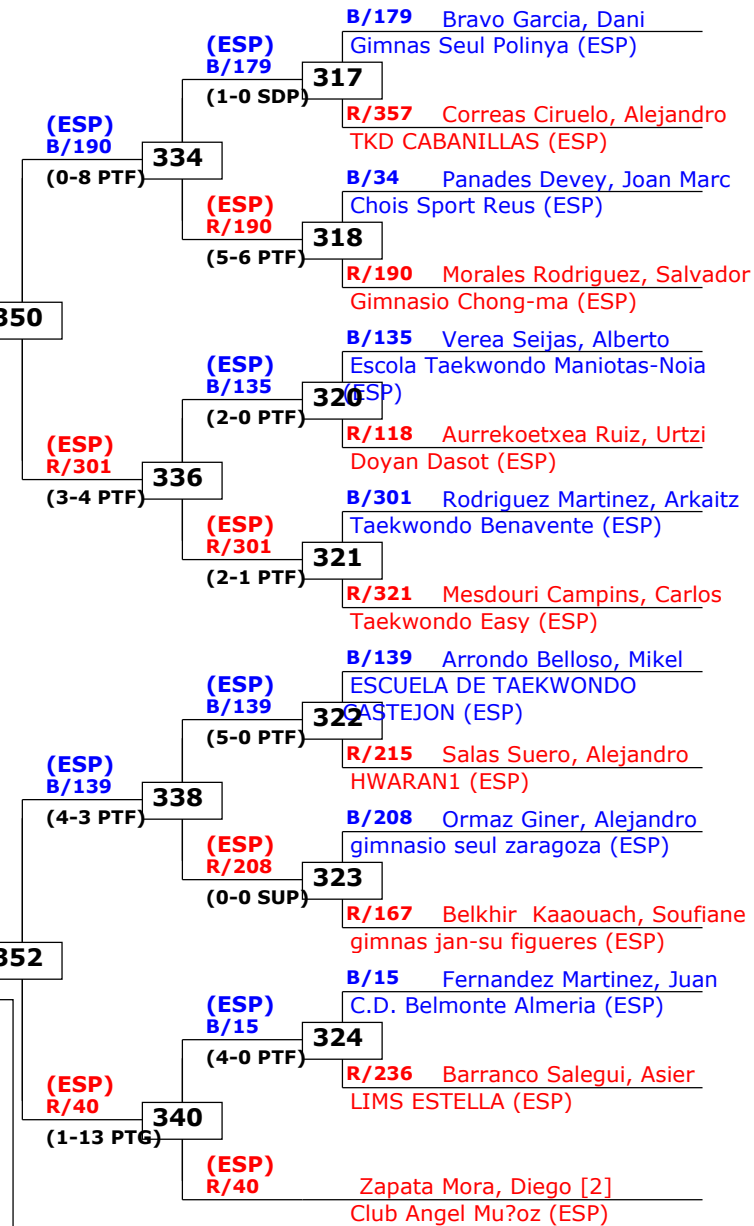 B/179 Bravo Garcia, Dani
Gimnas Seul Polinya (ESP)
(ESP)
B/179
317
(1-0 SDP)
R/357 Correas Ciruelo, Alejandro
TKD CABANILLAS (ESP)
(ESP)
B/190
334
(0-8 PTF)
B/34 Panades Devey, Joan Marc
Chois Sport Reus (ESP)
(ESP)
R/190
318
(5-6 PTF)
R/190 Morales Rodriguez, Salvador
Gimnasio Chong-ma (ESP)
350
B/135 Verea Seijas, Alberto
Escola Taekwondo Maniotas-Noia
(ESP)
(ESP)
B/135
320
(2-0 PTF)
R/118 Aurrekoetxea Ruiz, Urtzi
Doyan Dasot (ESP)
(ESP)
R/301
336
(3-4 PTF)
B/301 Rodriguez Martinez, Arkaitz
Taekwondo Benavente (ESP)
(ESP)
R/301
321
(2-1 PTF)
R/321 Mesdouri Campins, Carlos
Taekwondo Easy (ESP)
B/139 Arrondo Belloso, Mikel
ESCUELA DE TAEKWONDO
CASTEJON (ESP)
(ESP)
B/139
322
(5-0 PTF)
R/215 Salas Suero, Alejandro
HWARAN1 (ESP)
(ESP)
B/139
338
(4-3 PTF)
B/208 Ormaz Giner, Alejandro
gimnasio seul zaragoza (ESP)
(ESP)
R/208
323
(0-0 SUP)
R/167 Belkhir Kaaouach, Soufiane
gimnas jan-su figueres (ESP)
352
B/15 Fernandez Martinez, Juan
C.D. Belmonte Almeria (ESP)
(ESP)
B/15
324
(4-0 PTF)
R/236 Barranco Salegui, Asier
LIMS ESTELLA (ESP)
(ESP)
R/40
340
(1-13 PTG)
(ESP)
R/40 Zapata Mora, Diego [2]
Club Angel Mu?oz (ESP)